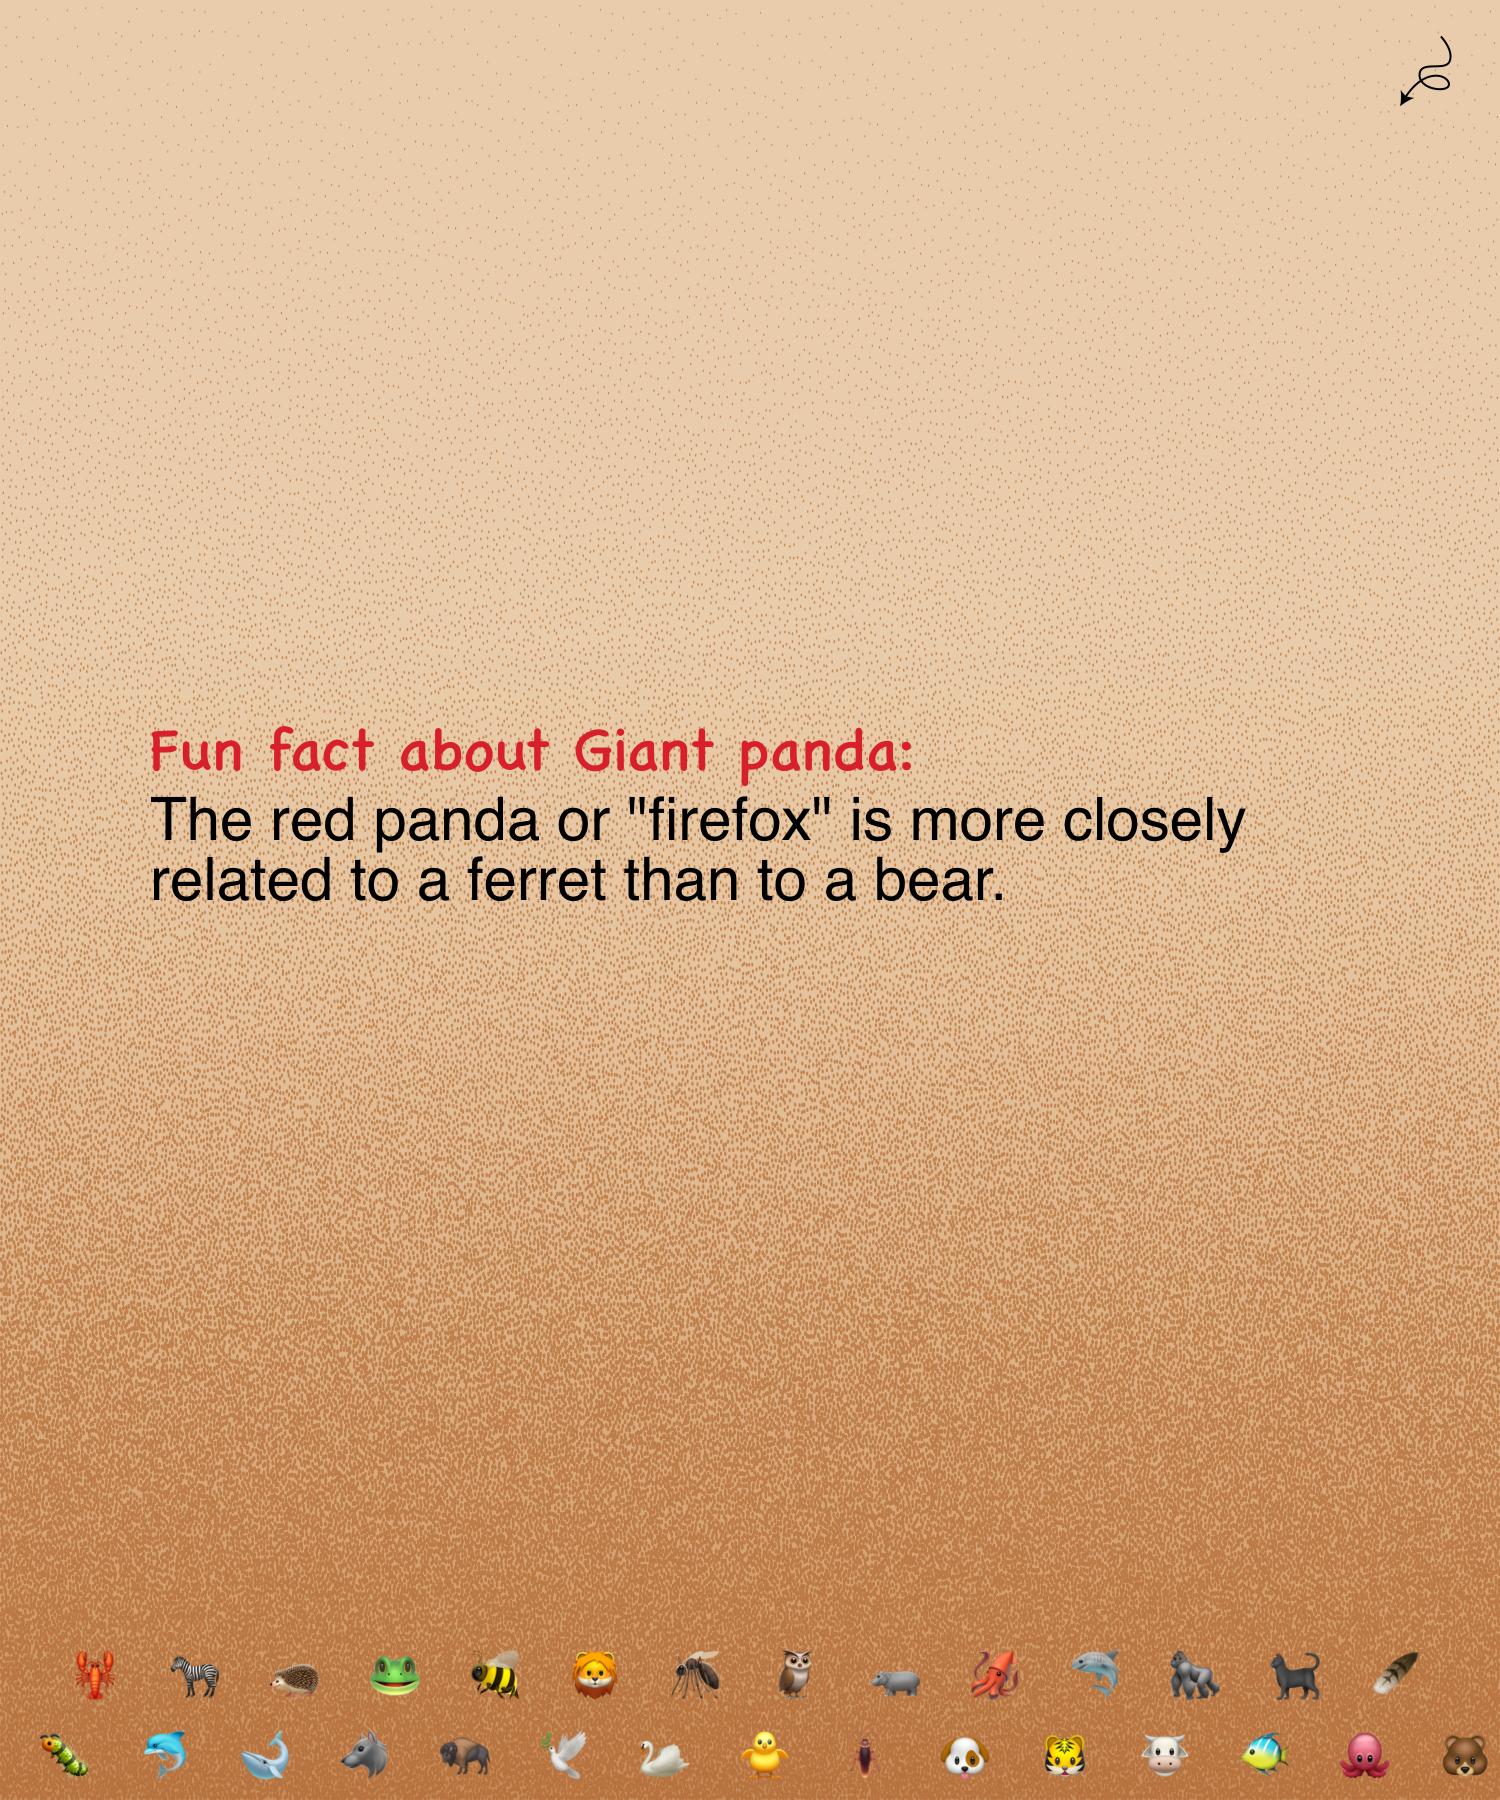 Fun fact about Giant panda:
The red panda or "firefox" is more closely
related to a ferret than to a bear.